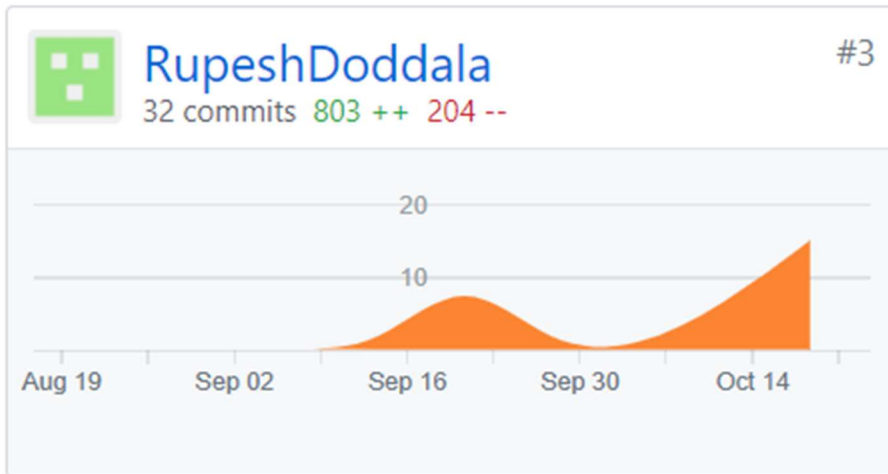 RupeshDoddala
#3
32 commits 803 ++ 204 --
20
10
Aug 19 Sep 02 Sep 16 Sep 30 Oct 14